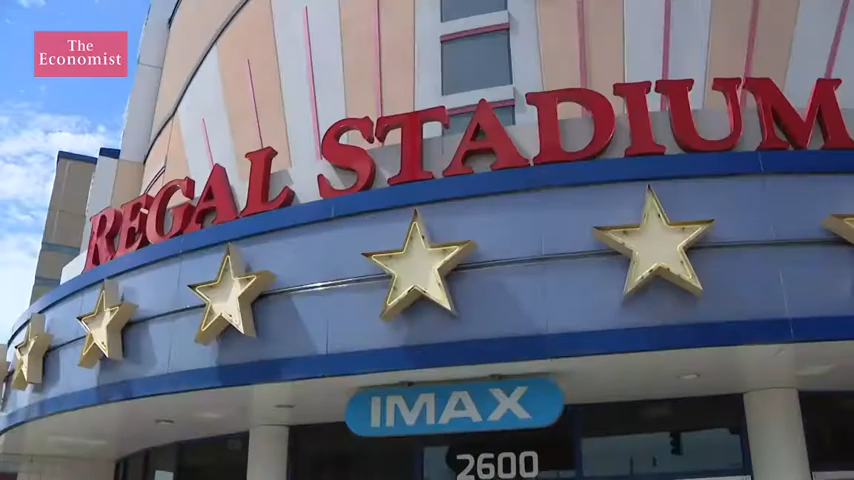 The
Economist
REGAL STADIUM
IMAX
2600